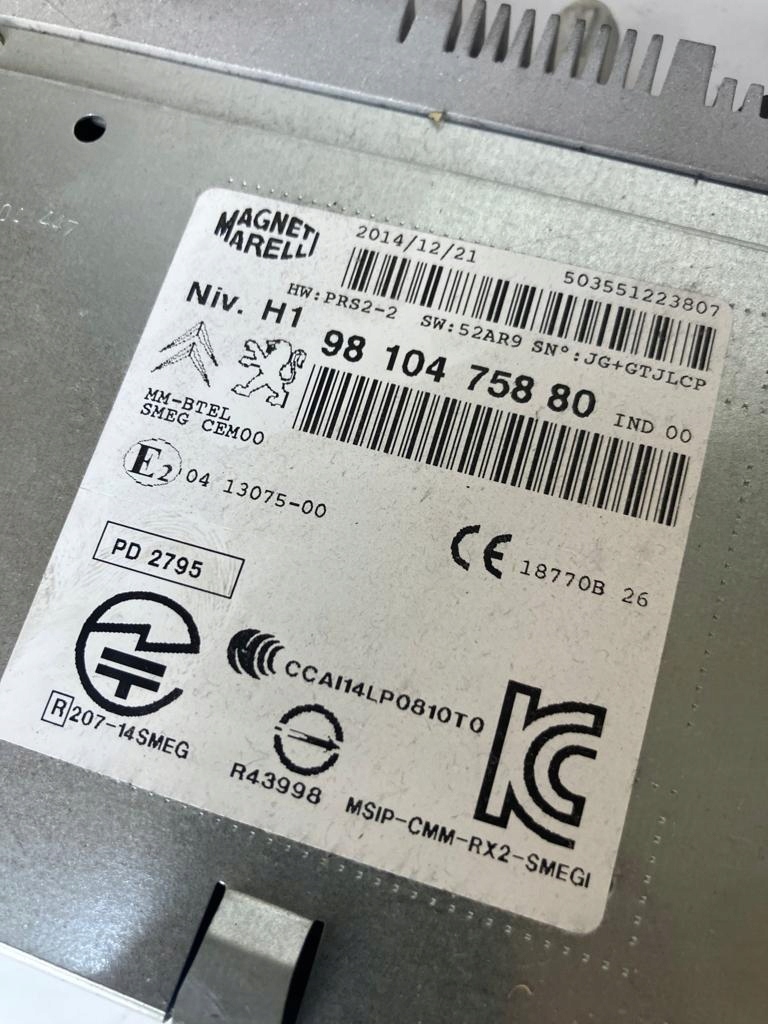 MAGNETI
MARELLI
2014/12/21
503551223807
HW:PRS2-2 SW:52AR9 SN°:JG+GTJLCP
Niv. H1
98 104 758 80 IND 00
MM-BTEL
SMEG CEM00
E2 04 13075-00
CE 18770B 26
PD 2795
CCAI14LP0810T0
R 207-14SMEG
R43998
MSIP-CMM-RX2-SMEGI